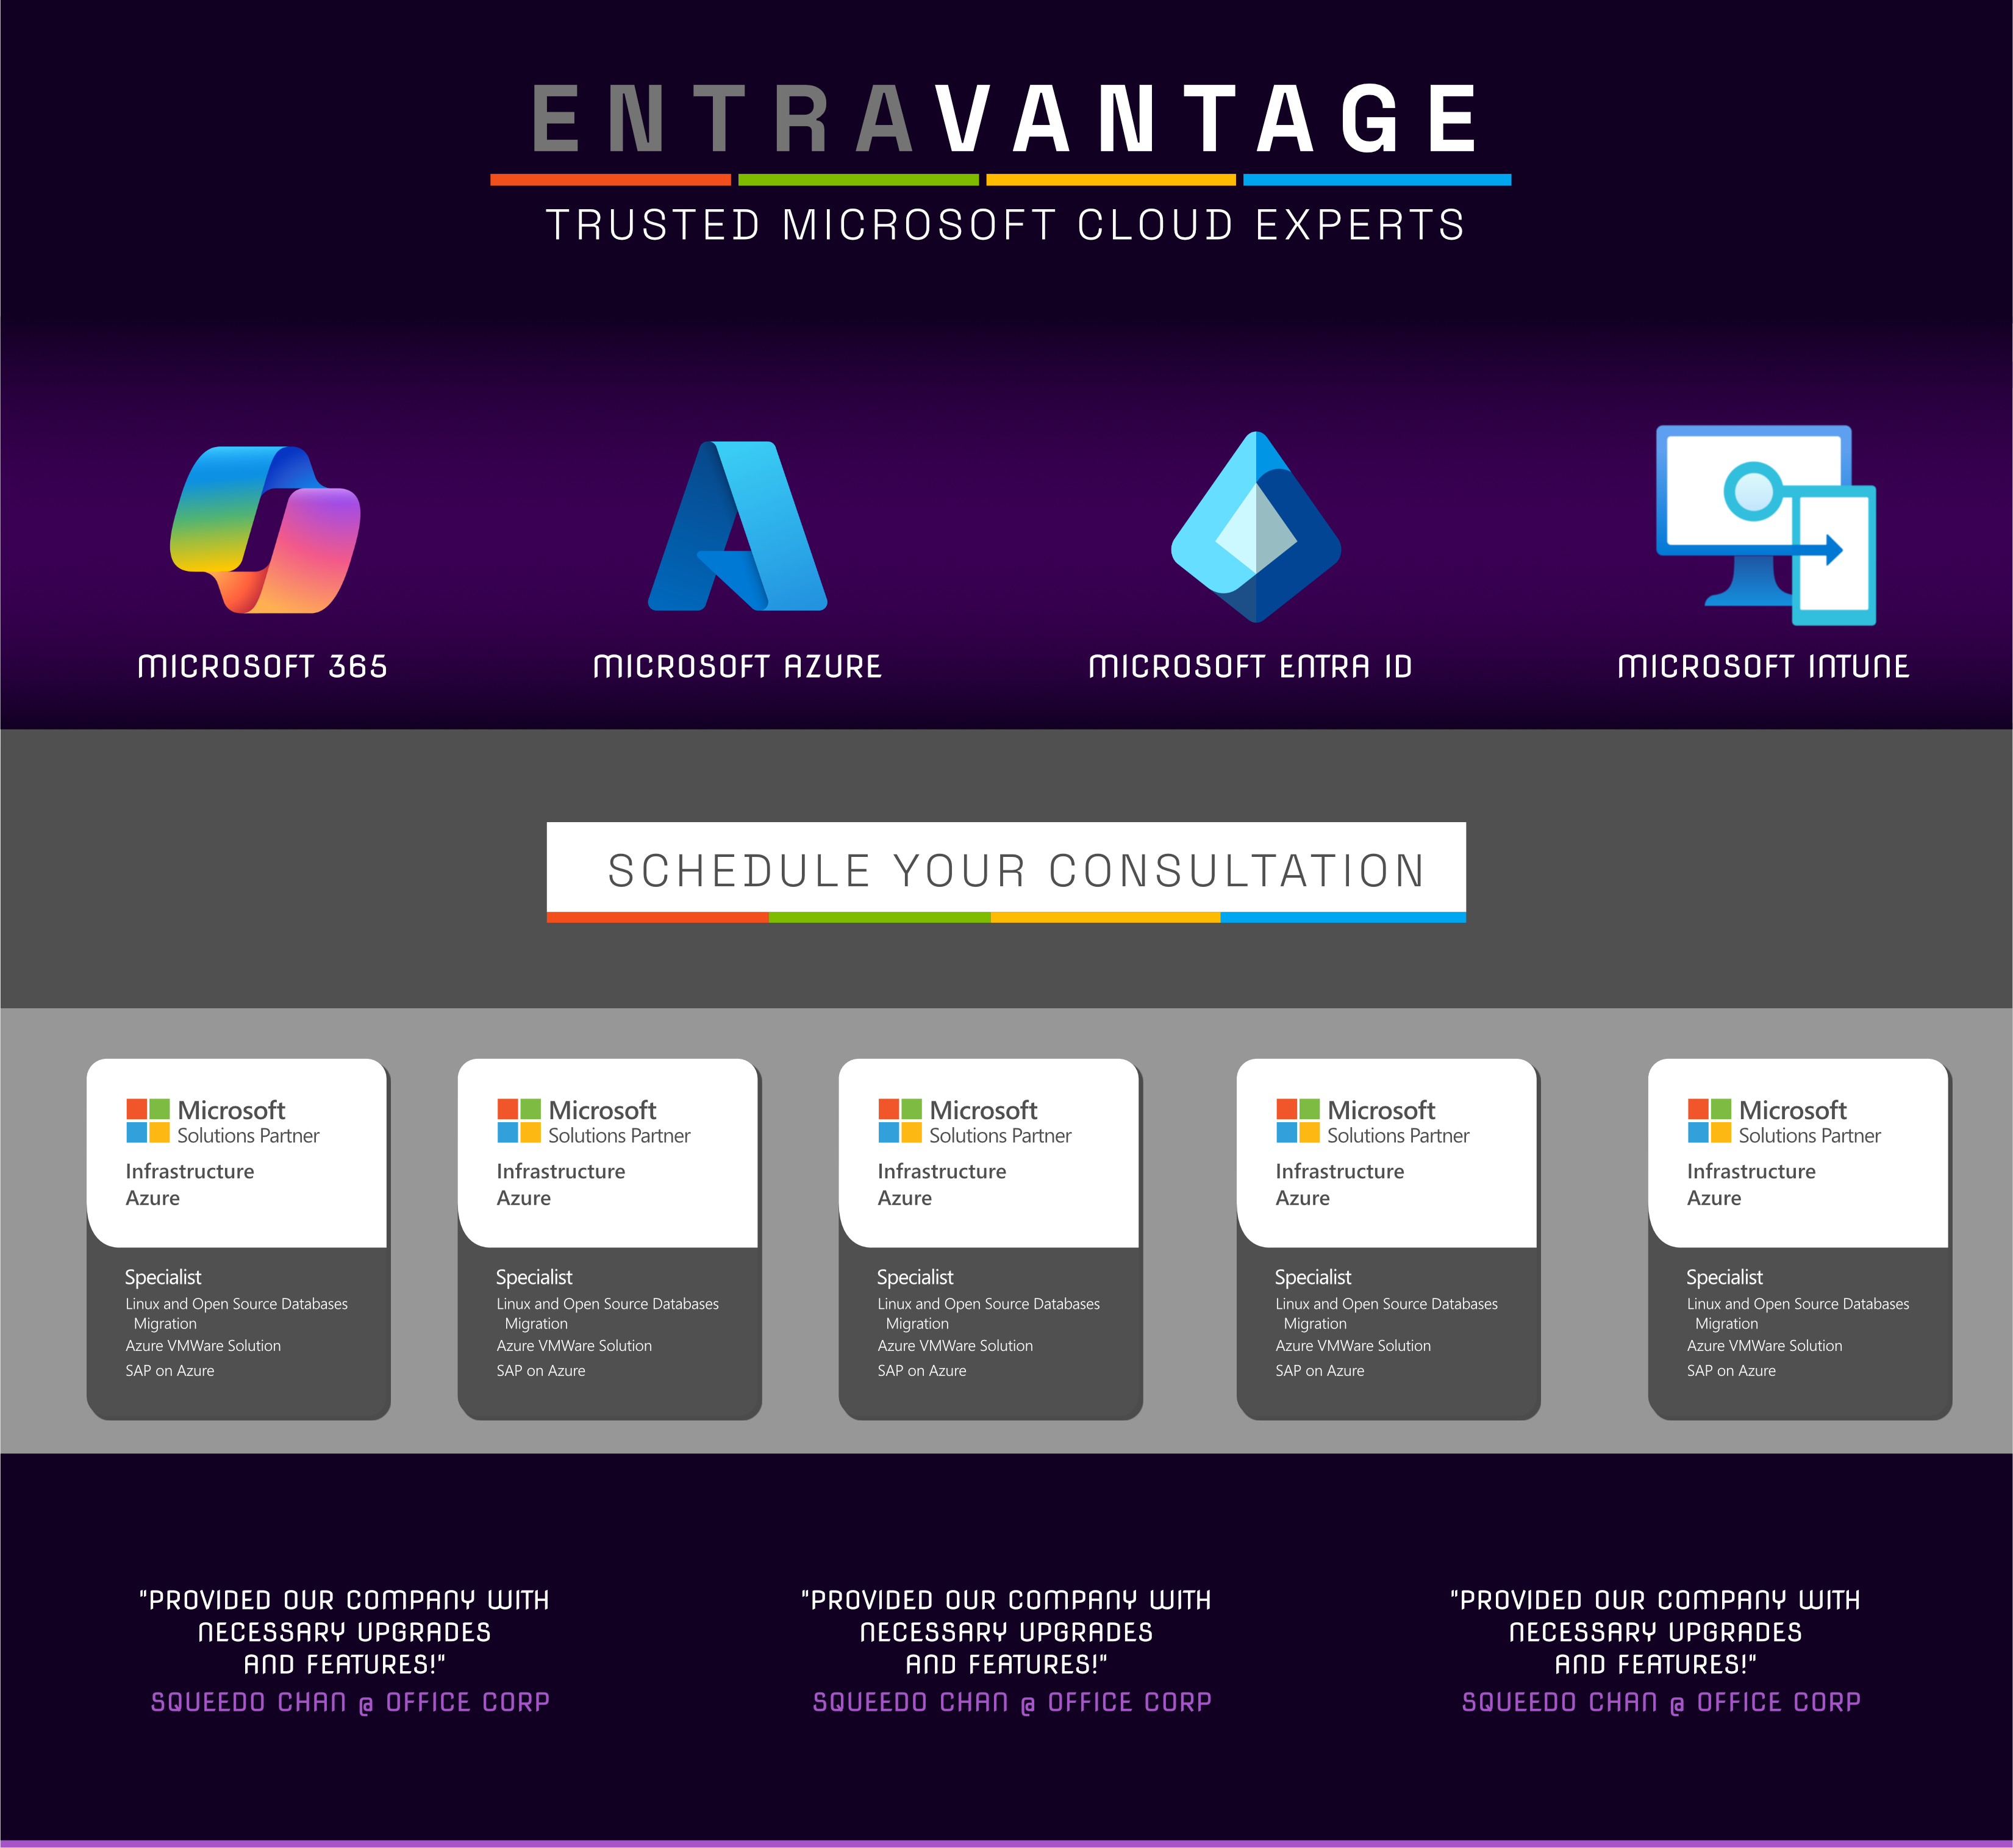 ENTRAVANTAGE
TRUSTED MICROSOFT CLOUD EXPERTS
MICROSOFT 365
MICROSOFT AZURE
MICROSOFT ENTRA ID
MICROSOFT INTUNE
SCHEDULE YOUR CONSULTATION
Microsoft
Solutions Partner
Infrastructure
Azure
Specialist
Linux and Open Source Databases
Migration
Azure VMWare Solution
SAP on Azure
Microsoft
Solutions Partner
Infrastructure
Azure
Specialist
Linux and Open Source Databases
Migration
Azure VMWare Solution
SAP on Azure
Microsoft
Solutions Partner
Infrastructure
Azure
Specialist
Linux and Open Source Databases
Migration
Azure VMWare Solution
SAP on Azure
Microsoft
Solutions Partner
Infrastructure
Azure
Specialist
Linux and Open Source Databases
Migration
Azure VMWare Solution
SAP on Azure
Microsoft
Solutions Partner
Infrastructure
Azure
Specialist
Linux and Open Source Databases
Migration
Azure VMWare Solution
SAP on Azure
"PROVIDED OUR COMPANY WITH
NECESSARY UPGRADES
AND FEATURES!"
SQUEEDO CHAN @ OFFICE CORP
"PROVIDED OUR COMPANY WITH
NECESSARY UPGRADES
AND FEATURES!"
SQUEEDO CHAN @ OFFICE CORP
"PROVIDED OUR COMPANY WITH
NECESSARY UPGRADES
AND FEATURES!"
SQUEEDO CHAN @ OFFICE CORP